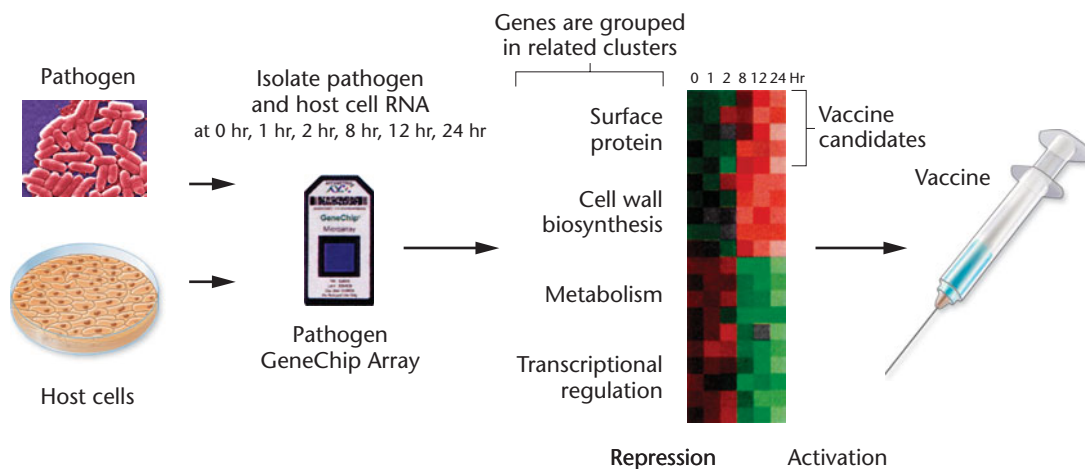 Genes are grouped
in related clusters
Pathogen
Isolate pathogen
and host cell RNA
at 0 hr, 1 hr, 2 hr, 8 hr, 12 hr, 24 hr
0 1 2 8 12 24 Hr
Surface
protein
Vaccine
candidates
Vaccine
GeneChip®
Microarray
Cell wall
biosynthesis
Metabolism
Pathogen
GeneChip Array
Transcriptional
regulation
Host cells
Repression
Activation